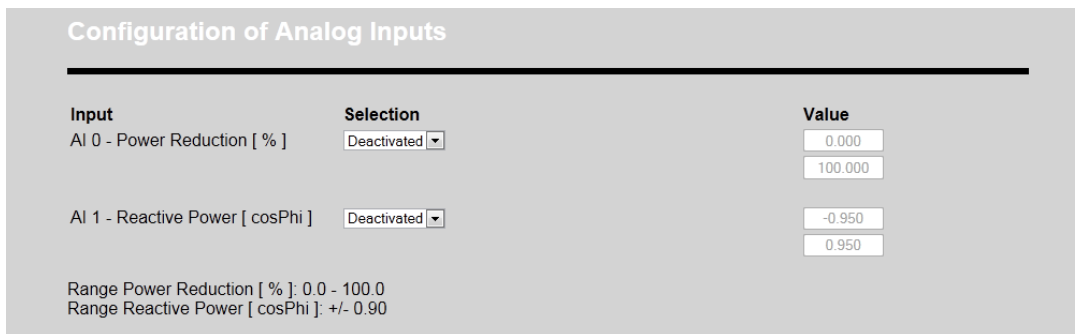 Configuration of Analog Inputs
Input Selection Value
AI 0 - Power Reduction [ % ] Deactivated 0.000
100.000
AI 1 - Reactive Power [ cosPhi ] Deactivated -0.950
0.950
Range Power Reduction [ % ]: 0.0 - 100.0
Range Reactive Power [ cosPhi ]: +/- 0.90